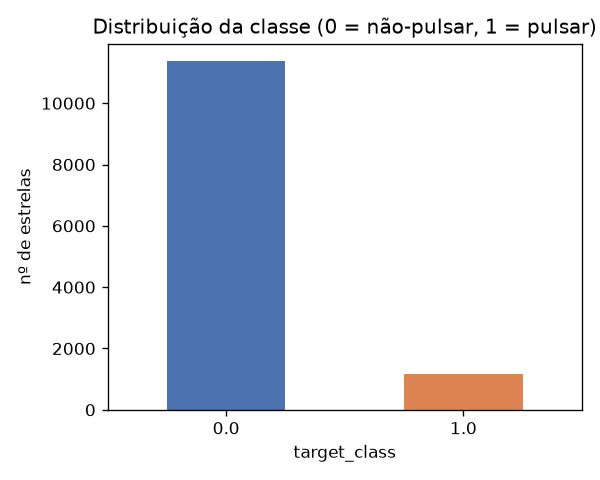 Distribuição da classe (0 = não-pulsar, 1 = pulsar)
10000
8000
6000
4000
2000
0
nº de estrelas
0.0 1.0
target_class